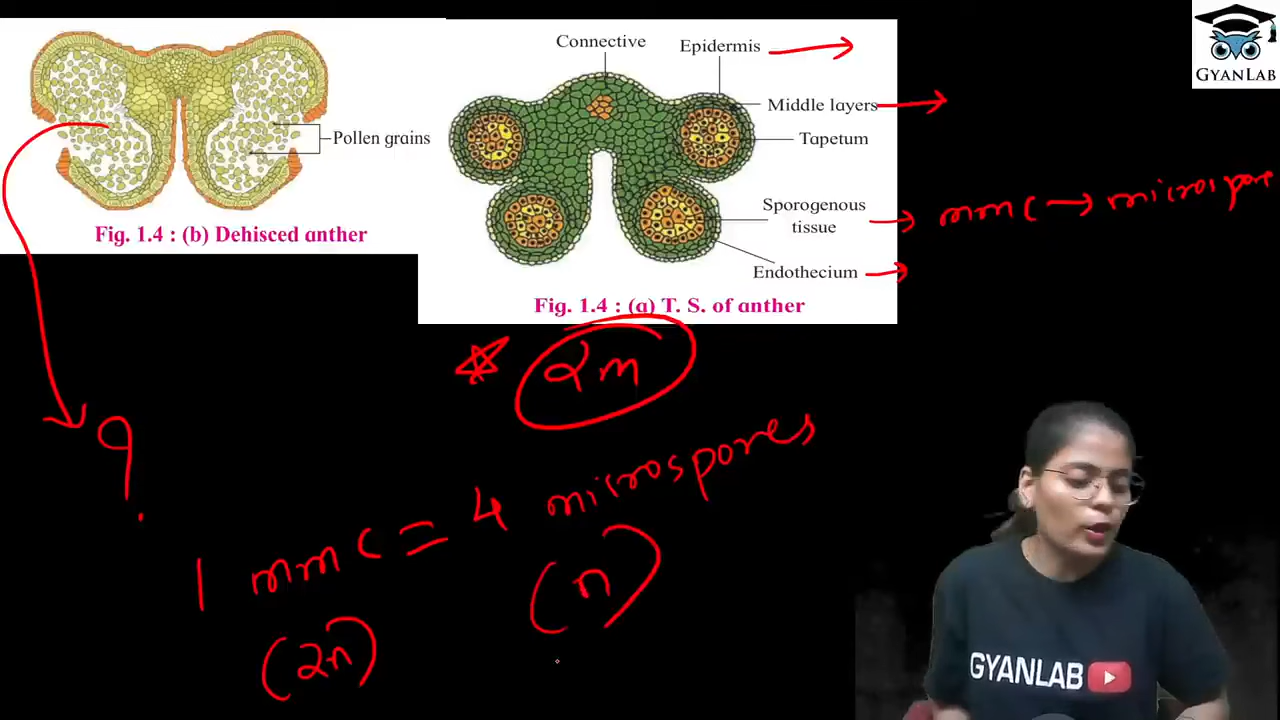 GYANLAB
Connective
Epidermis
Middle layers
Pollen grains
Tapetum
Sporogenous
tissue
mmc → microspore
Fig. 1.4 : (b) Dehisced anther
Endothecium
Fig. 1.4 : (a) T. S. of anther
2m
?
1 mmc = 4 microspores
(2n) (n)
GYANLAB